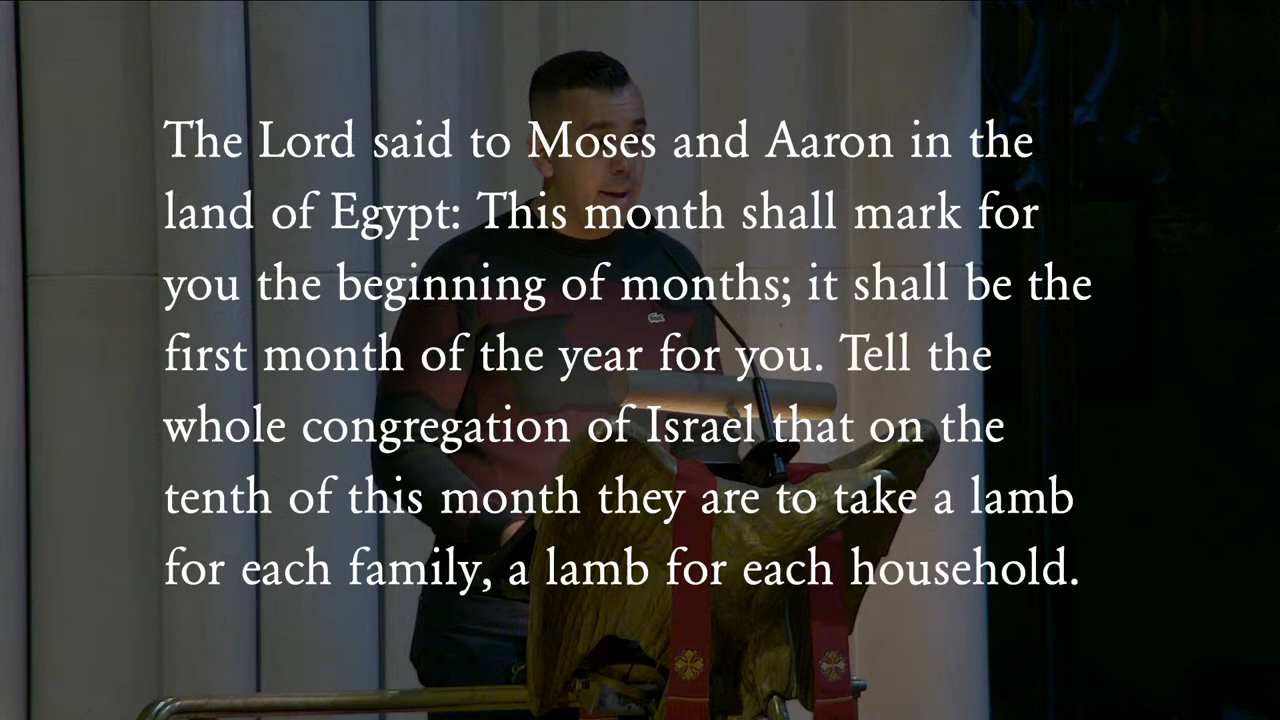 The Lord said to Moses and Aaron in the
land of Egypt: This month shall mark for
you the beginning of months; it shall be the
first month of the year for you. Tell the
whole congregation of Israel that on the
tenth of this month they are to take a lamb
for each family, a lamb for each household.